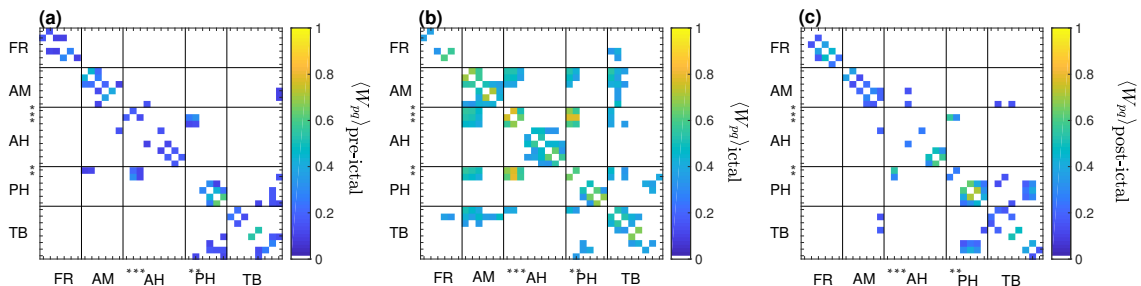 (a)
(b)
(c)
FR
AM
***
AH
**
PH
TB
FR AM ***AH **PH TB
1
0.8
0.6
0.4
0.2
0
⟨W_pq⟩pre-ictal
FR
AM
***
AH
**
PH
TB
FR AM ***AH **PH TB
1
0.8
0.6
0.4
0.2
0
⟨W_pq⟩ictal
FR
AM
***
AH
**
PH
TB
FR AM ***AH **PH TB
1
0.8
0.6
0.4
0.2
0
⟨W_pq⟩post-ictal